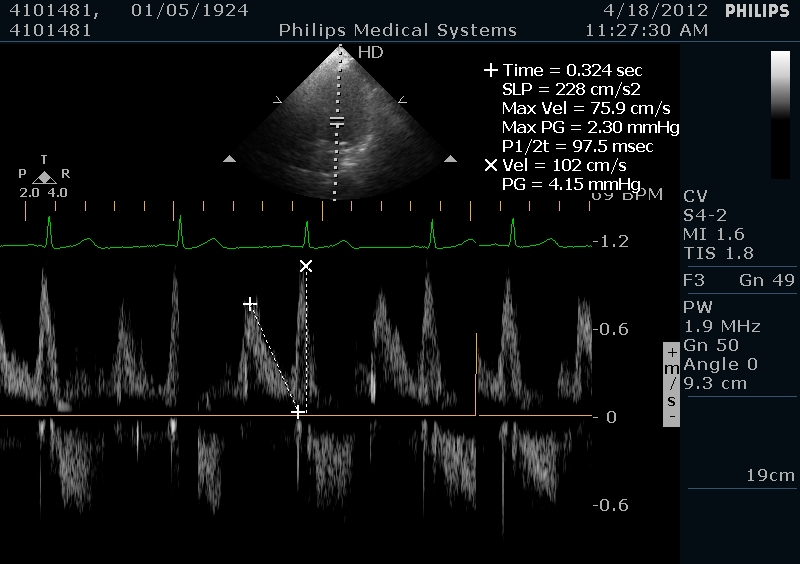 4101481,    01/05/1924    4/18/2012    PHILIPS
4101481    Philips Medical Systems    11:27:30 AM
HD
+ Time = 0.324 sec
SLP = 228 cm/s2
Max Vel = 75.9 cm/s
Max PG = 2.30 mmHg
P1/2t = 97.5 msec
× Vel = 102 cm/s
PG = 4.15 mmHg
69 BPM
T
P R
2.0 4.0
CV
S4-2
MI 1.6
TIS 1.8
F3 Gn 49
PW
1.9 MHz
Gn 50
Angle 0
9.3 cm
19cm
-1.2
-0.6
- 0
-0.6
+
m
/
s
-